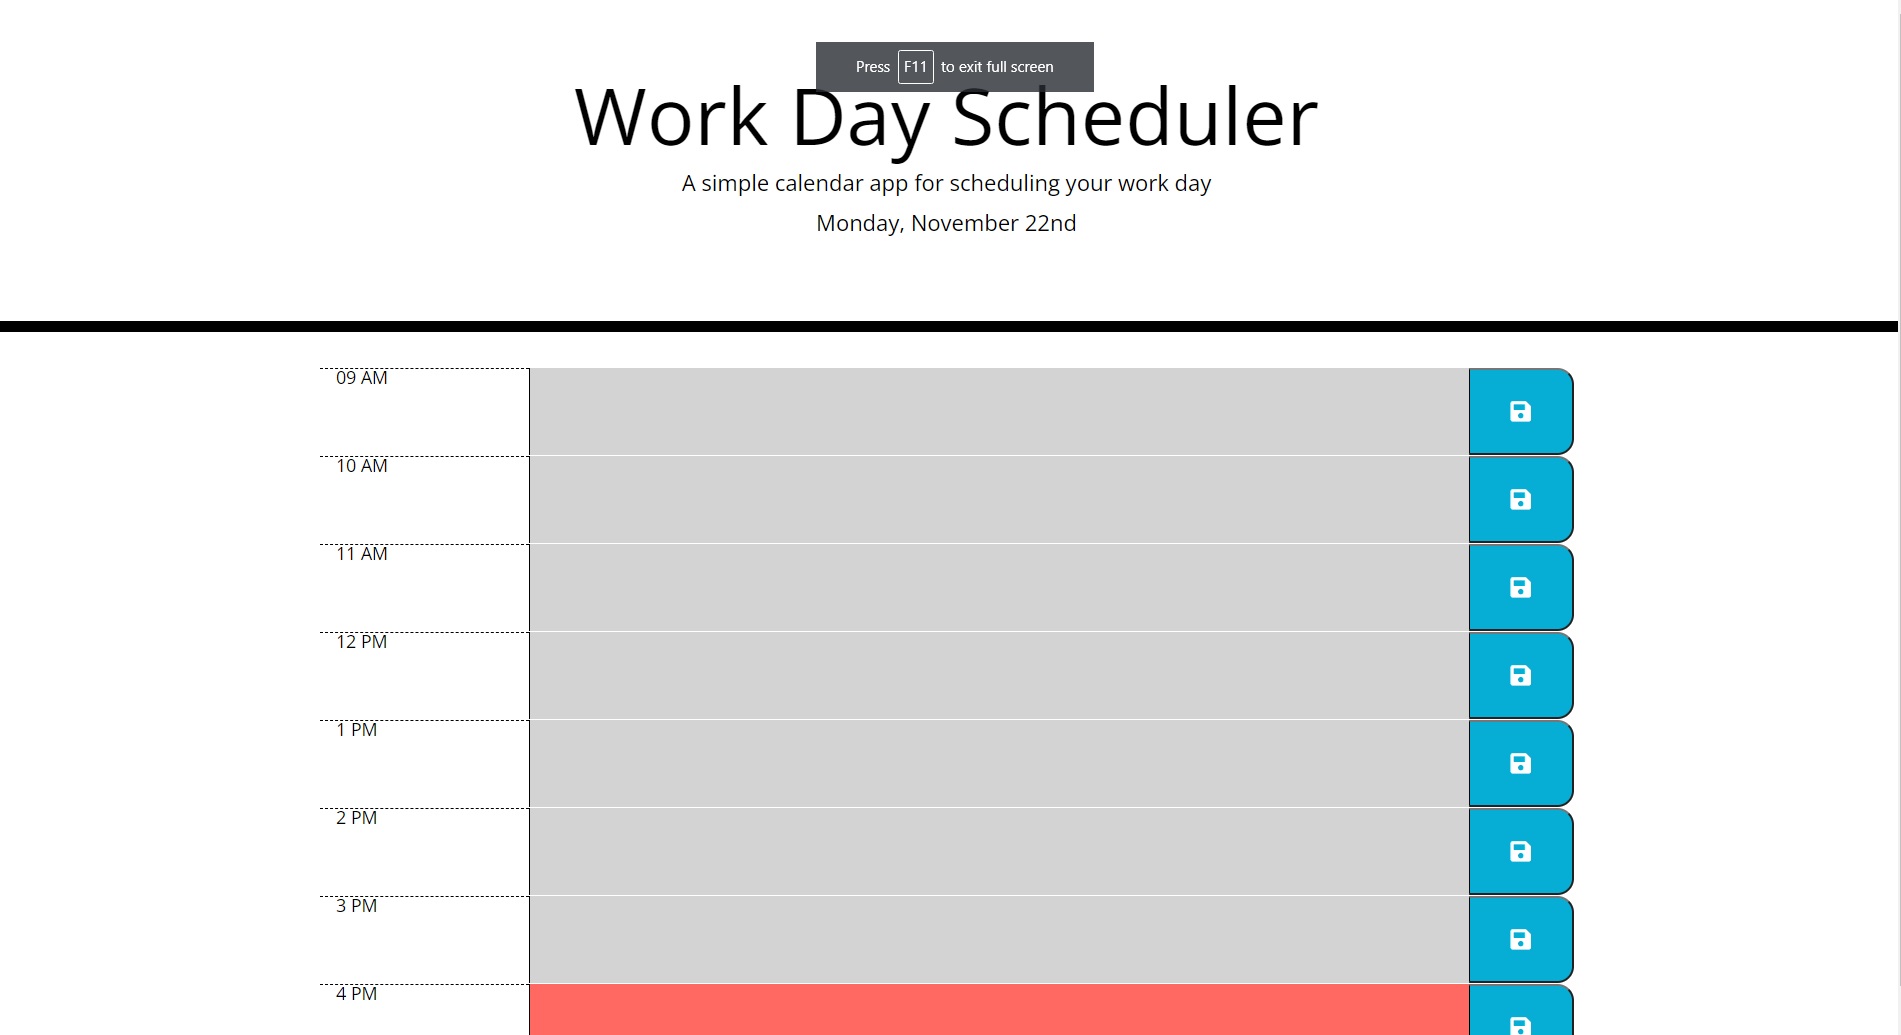 Press F11 to exit full screen
Work Day Scheduler
A simple calendar app for scheduling your work day
Monday, November 22nd
09 AM
10 AM
11 AM
12 PM
1 PM
2 PM
3 PM
4 PM